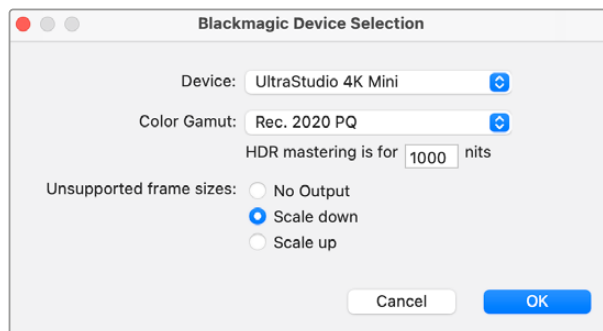 Blackmagic Device Selection
Device: UltraStudio 4K Mini
Color Gamut: Rec. 2020 PQ
HDR mastering is for 1000 nits
Unsupported frame sizes: No Output
Scale down
Scale up
Cancel OK